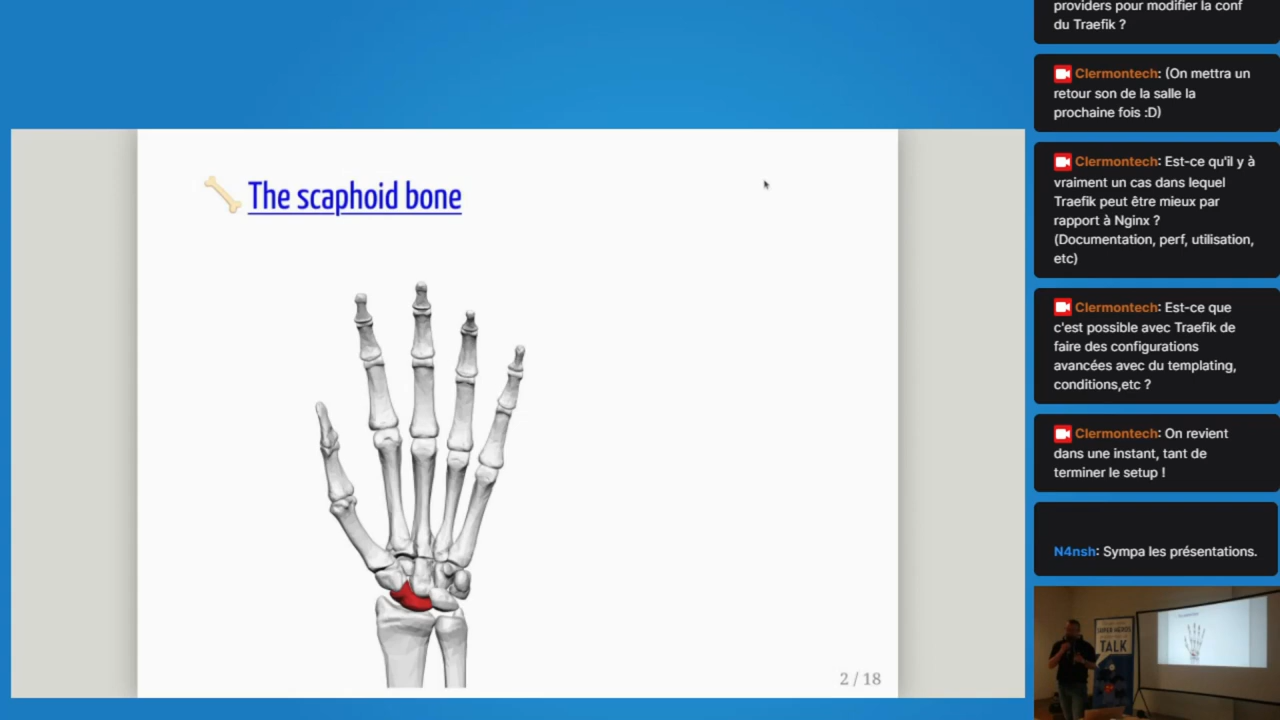 The scaphoid bone
2 / 18
providers pour modifier la conf
du Traefik ?
Clermontech: (On mettra un
retour son de la salle la
prochaine fois :D)
Clermontech: Est-ce qu'il y à
vraiment un cas dans lequel
Traefik peut être mieux par
rapport à Nginx ?
(Documentation, perf, utilisation,
etc)
Clermontech: Est-ce que
c'est possible avec Traefik de
faire des configurations
avancées avec du templating,
conditions,etc ?
Clermontech: On revient
dans une instant, tant de
terminer le setup !
N4nsh: Sympa les présentations.
TALK